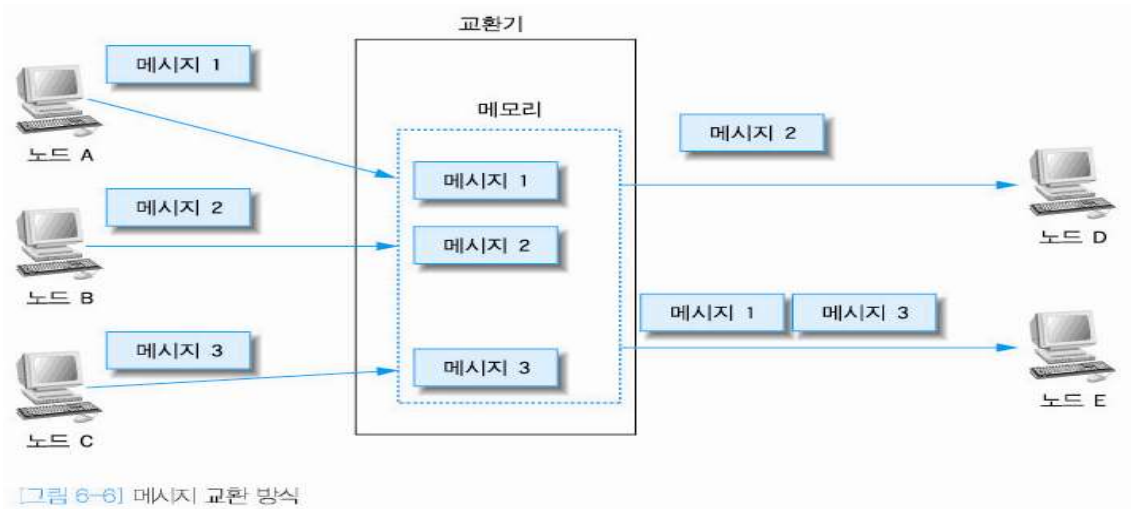 교환기
메시지 1
노드 A
메모리
메시지 1
메시지 2
노드 D
메시지 2
노드 B
메시지 2
메시지 1 메시지 3
노드 E
메시지 3
노드 C
메시지 3
[그림 6-6] 메시지 교환 방식